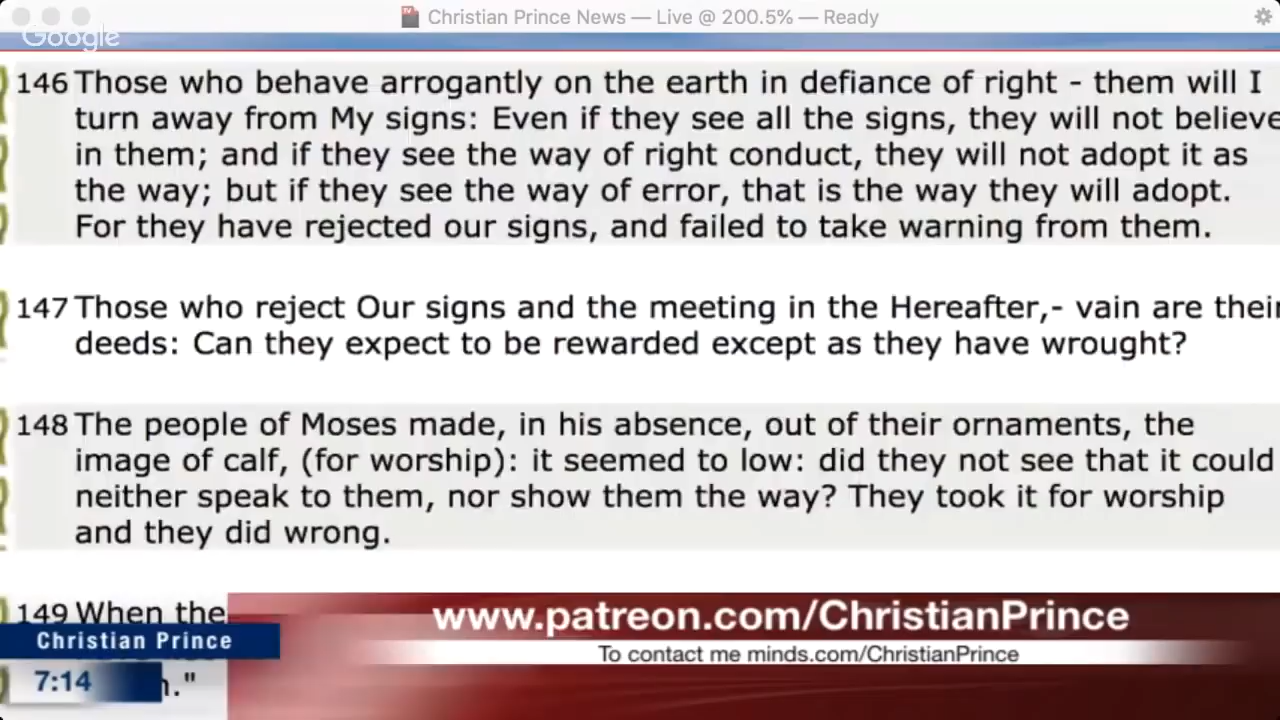 Christian Prince News — Live @ 200.5% — Ready
Google
146 Those who behave arrogantly on the earth in defiance of right - them will I
turn away from My signs: Even if they see all the signs, they will not believe
in them; and if they see the way of right conduct, they will not adopt it as
the way; but if they see the way of error, that is the way they will adopt.
For they have rejected our signs, and failed to take warning from them.
147 Those who reject Our signs and the meeting in the Hereafter,- vain are their
deeds: Can they expect to be rewarded except as they have wrought?
148 The people of Moses made, in his absence, out of their ornaments, the
image of calf, (for worship): it seemed to low: did they not see that it could
neither speak to them, nor show them the way? They took it for worship
and they did wrong.
149 When the
www.patreon.com/ChristianPrince
Christian Prince
To contact me minds.com/ChristianPrince
7:14